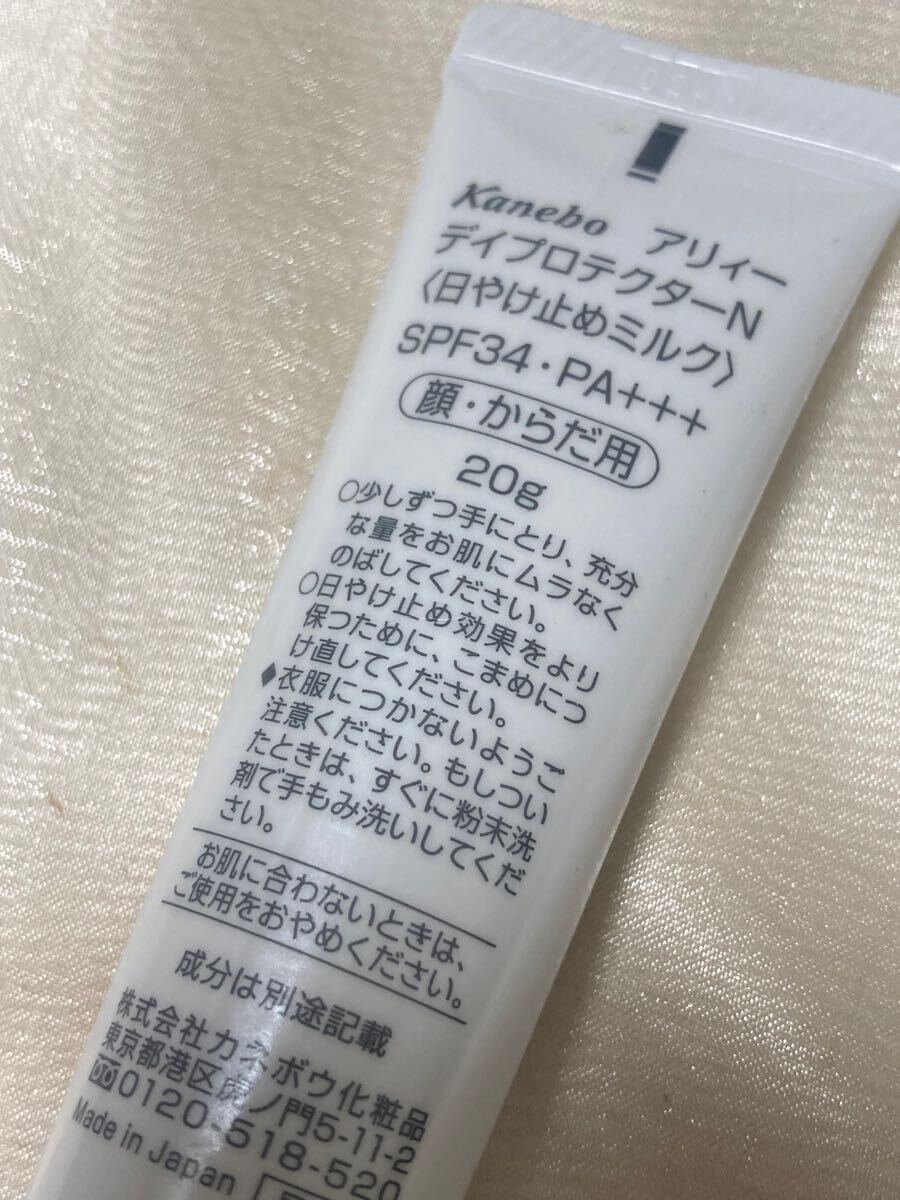 Kanebo アリィー
デイプロテクターN
〈日やけ止めミルク〉
SPF34・PA+++
顔・からだ用
20g
○少しずつ手にとり、充分
な量をお肌にムラなく
のばしてください。
○日やけ止め効果をより
保つために、こまめにつ
け直してください。
◆衣服につかないようご
注意ください。もしつい
たときは、すぐに粉末洗
剤で手もみ洗いしてくだ
さい。
お肌に合わないときは、
ご使用をおやめください。
成分は別途記載
株式会社カネボウ化粧品
東京都港区虎ノ門5-11-2
0120-518-520
Made in Japan